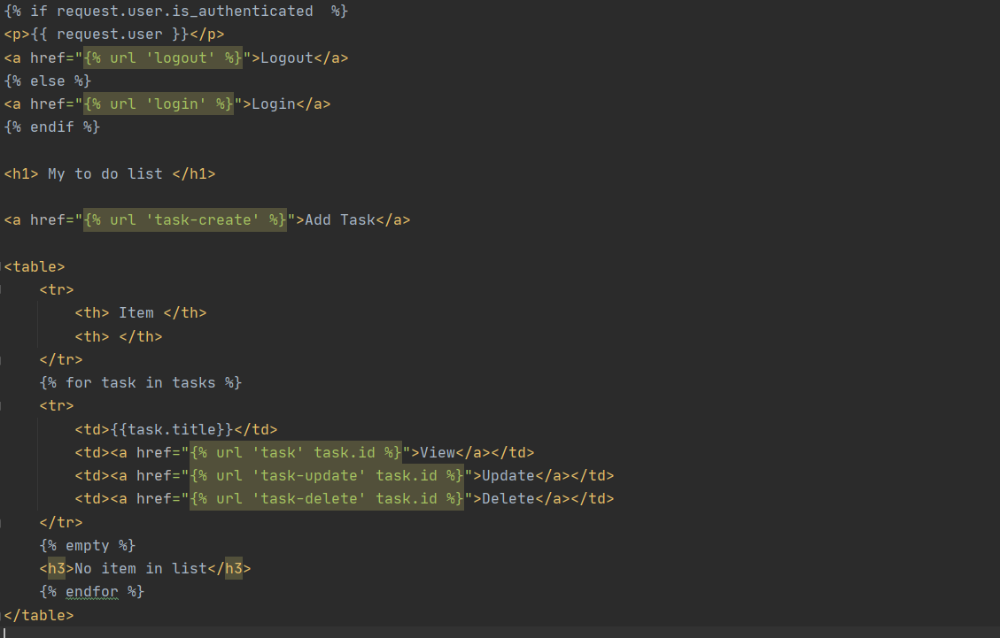 {% if request.user.is_authenticated  %}
<p>{{ request.user }}</p>
<a href="{% url 'logout' %}">Logout</a>
{% else %}
<a href="{% url 'login' %}">Login</a>
{% endif %}

<h1> My to do list </h1>

<a href="{% url 'task-create' %}">Add Task</a>

<table>
    <tr>
        <th> Item </th>
        <th> </th>
    </tr>
    {% for task in tasks %}
    <tr>
        <td>{{task.title}}</td>
        <td><a href="{% url 'task' task.id %}">View</a></td>
        <td><a href="{% url 'task-update' task.id %}">Update</a></td>
        <td><a href="{% url 'task-delete' task.id %}">Delete</a></td>
    </tr>
    {% empty %}
    <h3>No item in list</h3>
    {% endfor %}
</table>